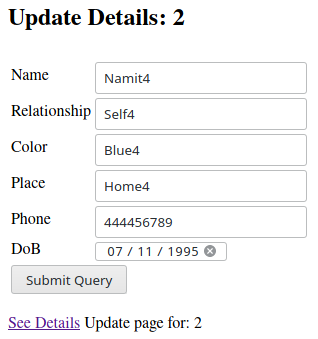 Update Details: 2
Name Namit4
Relationship Self4
Color Blue4
Place Home4
Phone 444456789
DoB 07 / 11 / 1995
Submit Query
See Details Update page for: 2